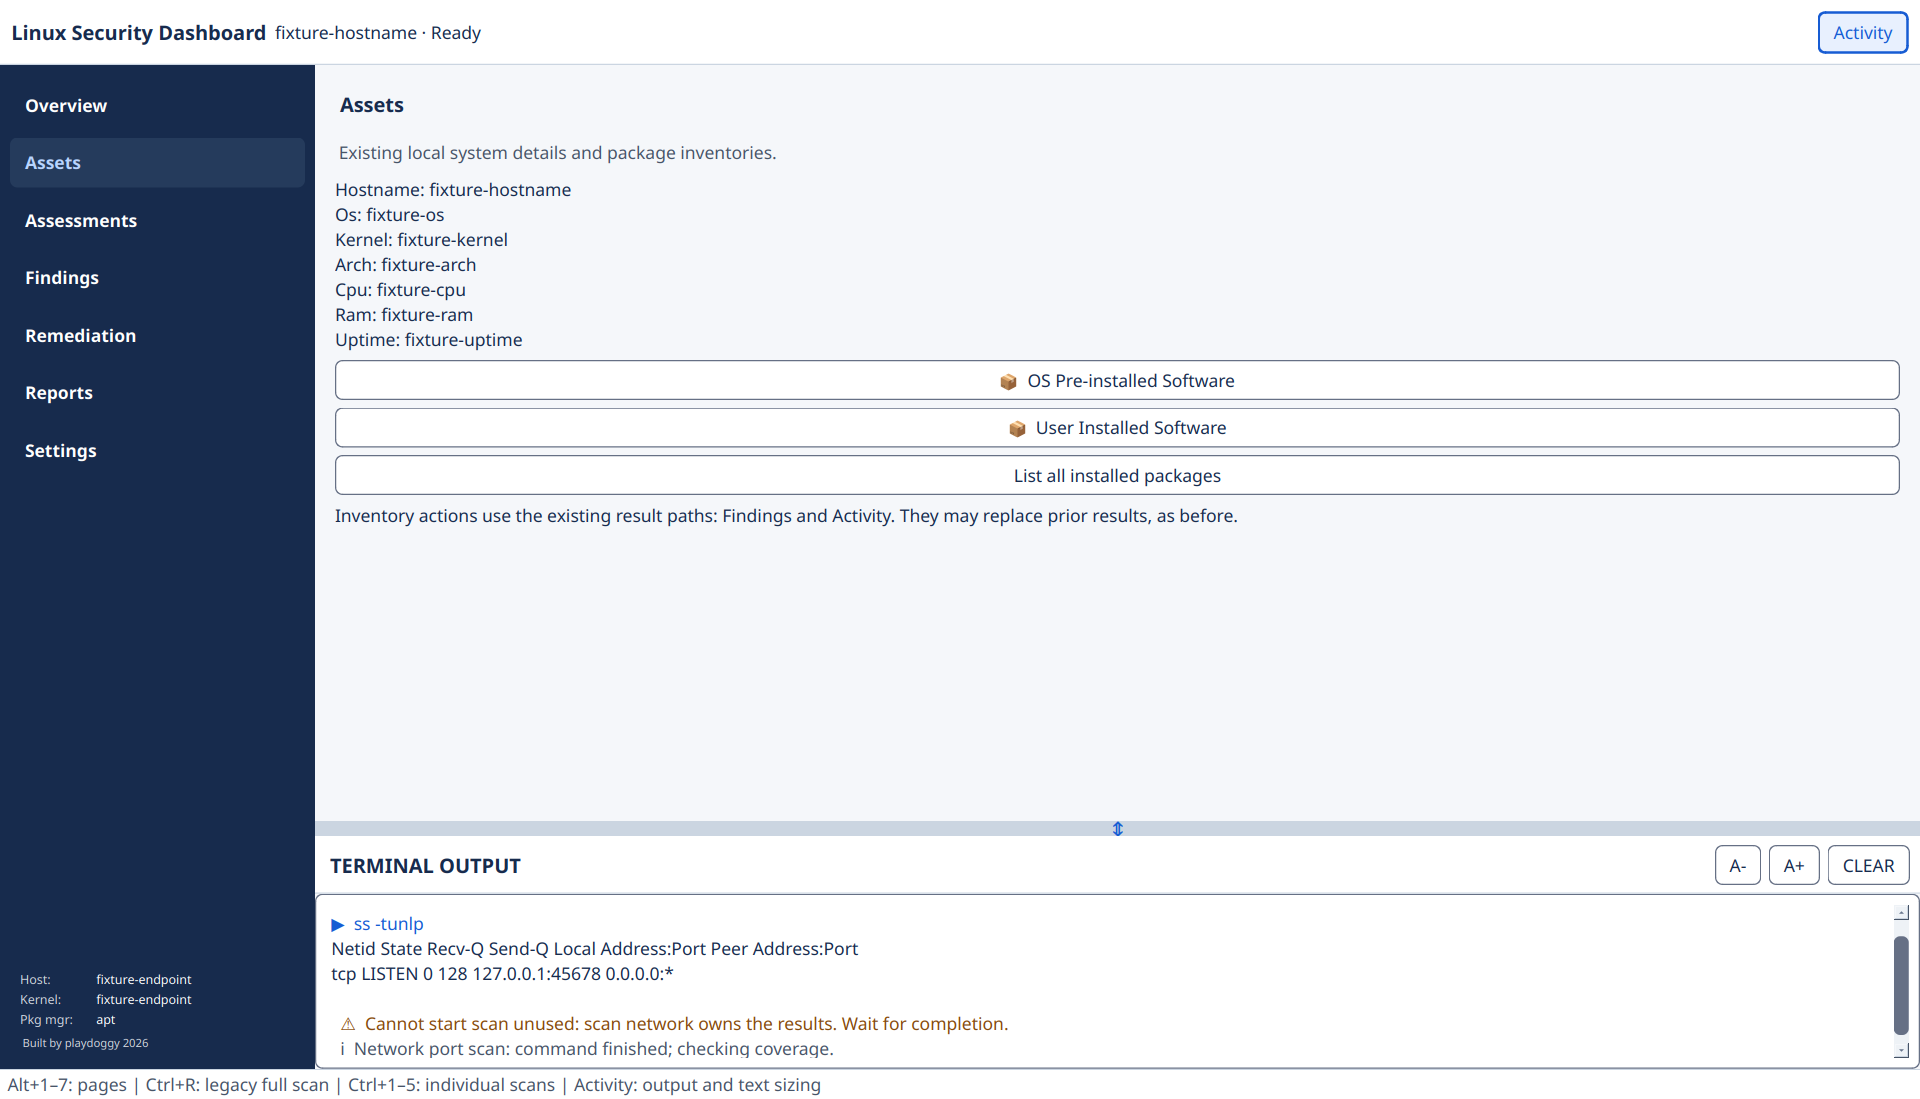 Linux Security Dashboard fixture-hostname · Ready
Activity
Overview
Assets
Assessments
Findings
Remediation
Reports
Settings
Host: fixture-endpoint
Kernel: fixture-endpoint
Pkg mgr: apt
Built by playdoggy 2026
Assets
Existing local system details and package inventories.
Hostname: fixture-hostname
Os: fixture-os
Kernel: fixture-kernel
Arch: fixture-arch
Cpu: fixture-cpu
Ram: fixture-ram
Uptime: fixture-uptime
📦 OS Pre-installed Software
📦 User Installed Software
List all installed packages
Inventory actions use the existing result paths: Findings and Activity. They may replace prior results, as before.
⇕
TERMINAL OUTPUT
A-
A+
CLEAR
▶ ss -tunlp
Netid State Recv-Q Send-Q Local Address:Port Peer Address:Port
tcp LISTEN 0 128 127.0.0.1:45678 0.0.0.0:*
⚠ Cannot start scan unused: scan network owns the results. Wait for completion.
i Network port scan: command finished; checking coverage.
Alt+1–7: pages | Ctrl+R: legacy full scan | Ctrl+1–5: individual scans | Activity: output and text sizing